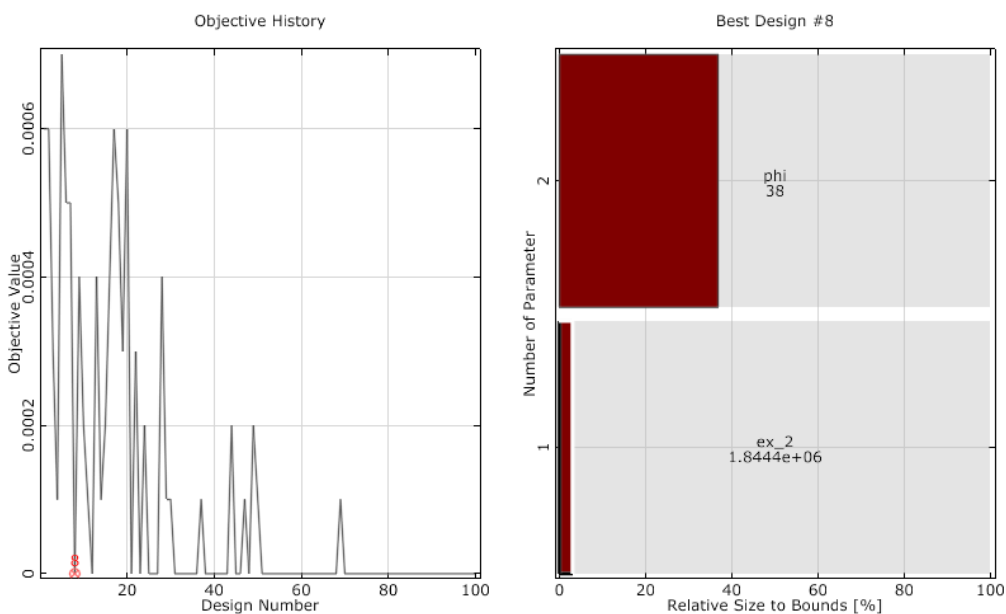 Objective History
Objective Value
0
0.0002
0.0004
0.0006
8
20
40
60
80
100
Design Number
Best Design #8
Number of Parameter
2
1
phi
38
ex_2
1.8444e+06
0
20
40
60
80
100
Relative Size to Bounds [%]